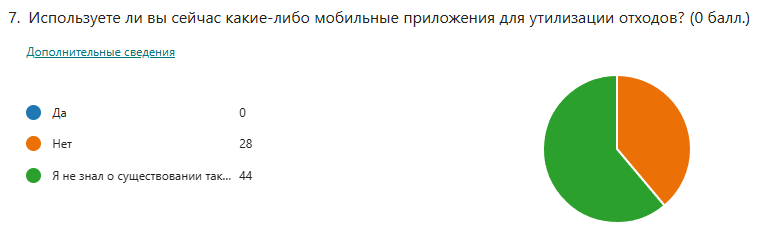 7. Используете ли вы сейчас какие-либо мобильные приложения для утилизации отходов? (0 балл.)
Дополнительные сведения
Да 0
Нет 28
Я не знал о существовании так... 44